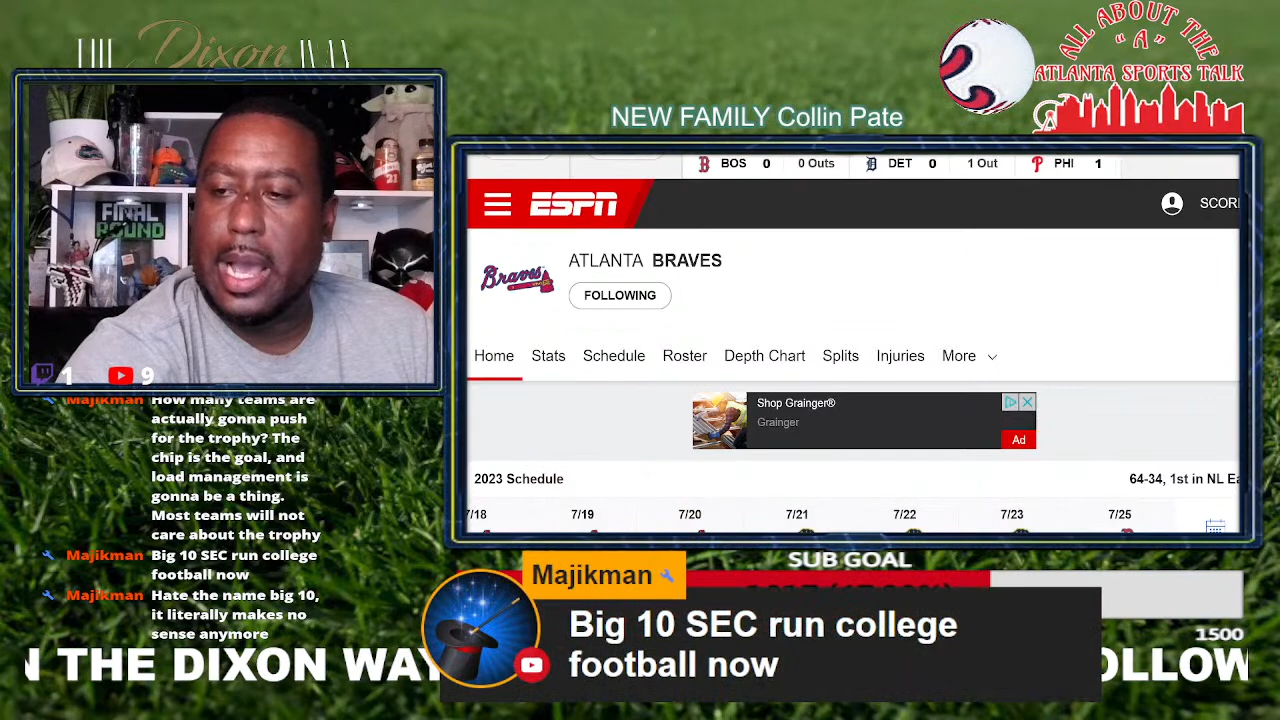 THE Dixon WAY
ALL ABOUT THE
"A"
ATLANTA SPORTS TALK
NEW FAMILY Collin Pate
BOS 0 0 Outs DET 0 1 Out PHI 1
ESPN
SCOR
ATLANTA BRAVES
Braves
FOLLOWING
Home Stats Schedule Roster Depth Chart Splits Injuries More
Shop Grainger®
Grainger
Ad
2023 Schedule
64-34, 1st in NL Ea
7/18 7/19 7/20 7/21 7/22 7/23 7/25
FINAL
ROUND
21
1 9
Majikman How many teams are
actually gonna push
for the trophy? The
chip is the goal, and
load management is
gonna be a thing.
Most teams will not
care about the trophy
Majikman Big 10 SEC run college
football now
Majikman Hate the name big 10,
it literally makes no
sense anymore
SUB GOAL
1500
Majikman
Big 10 SEC run college
football now
N THE DIXON WAY
OLLOW